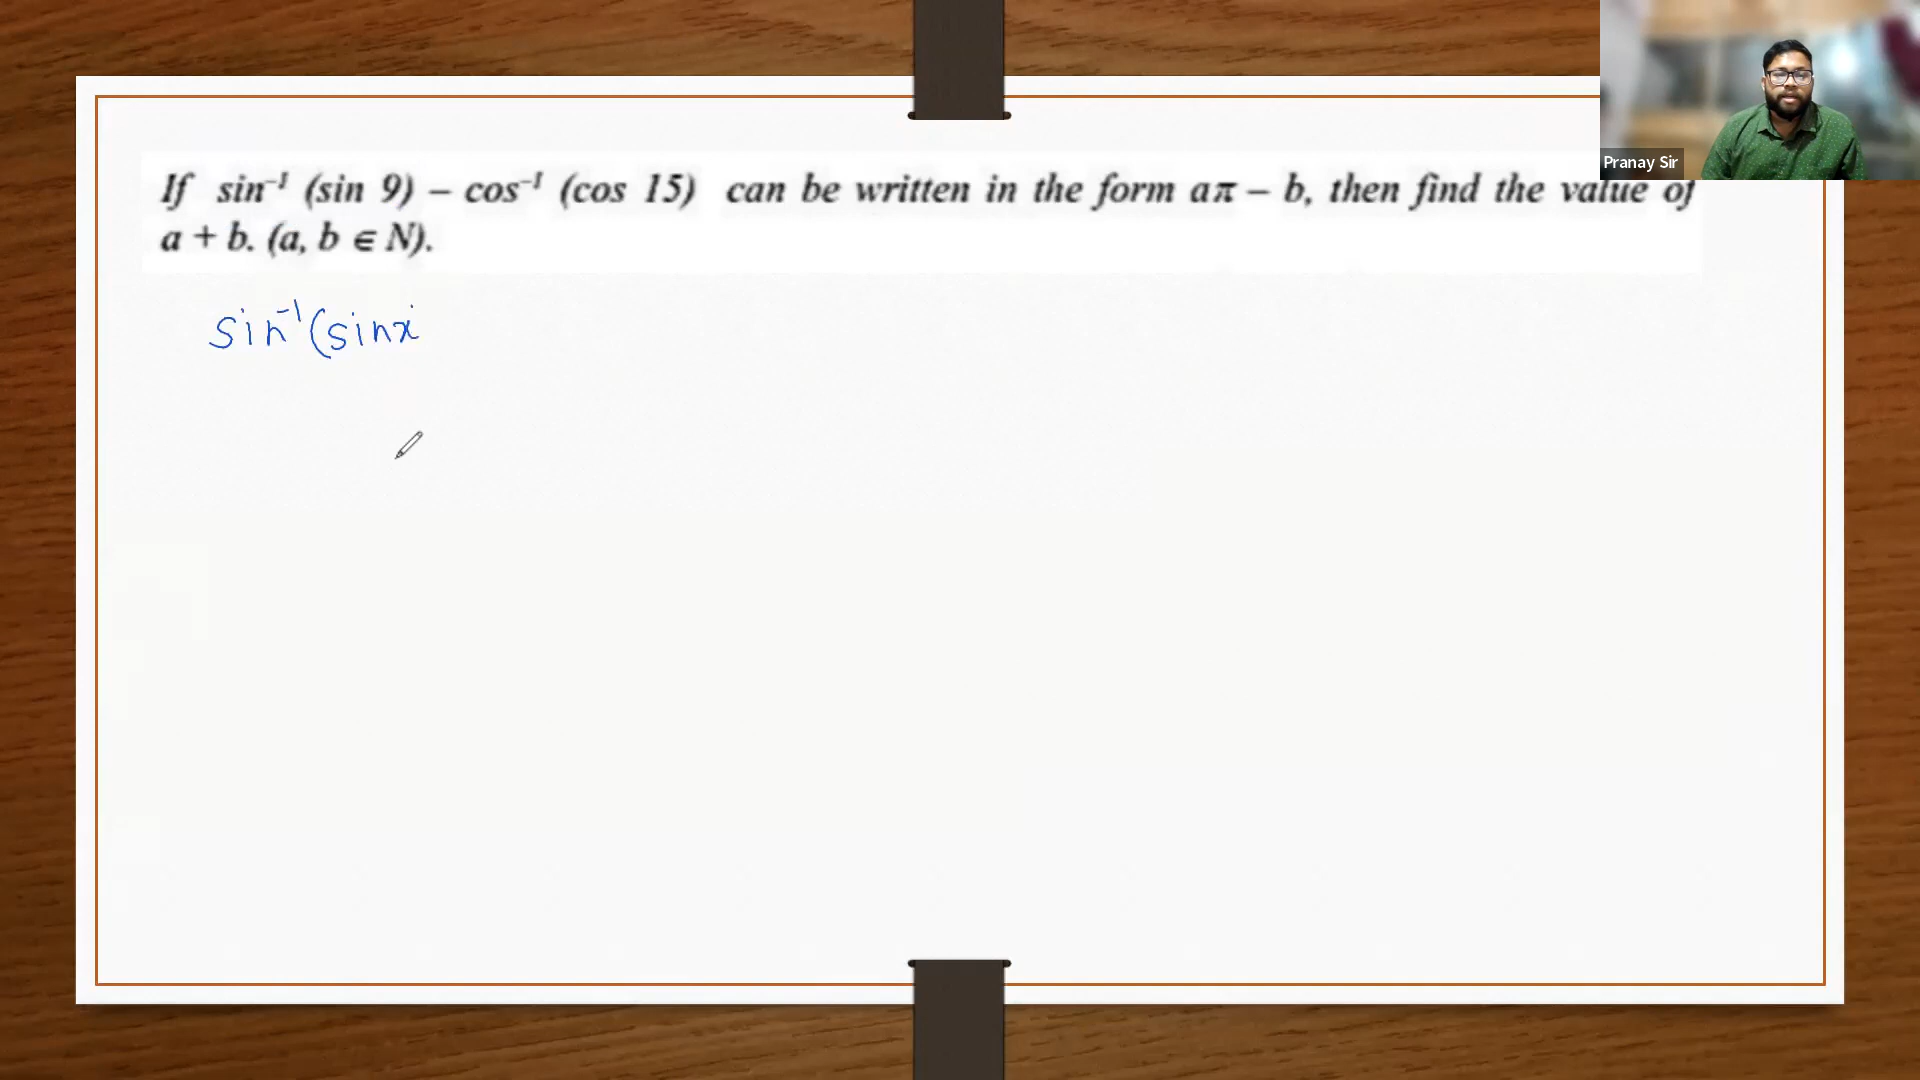 Pranay Sir
If sin⁻¹ (sin 9) – cos⁻¹ (cos 15) can be written in the form aπ – b, then find the value of
a + b. (a, b ∈ N).
sin⁻¹(sinx